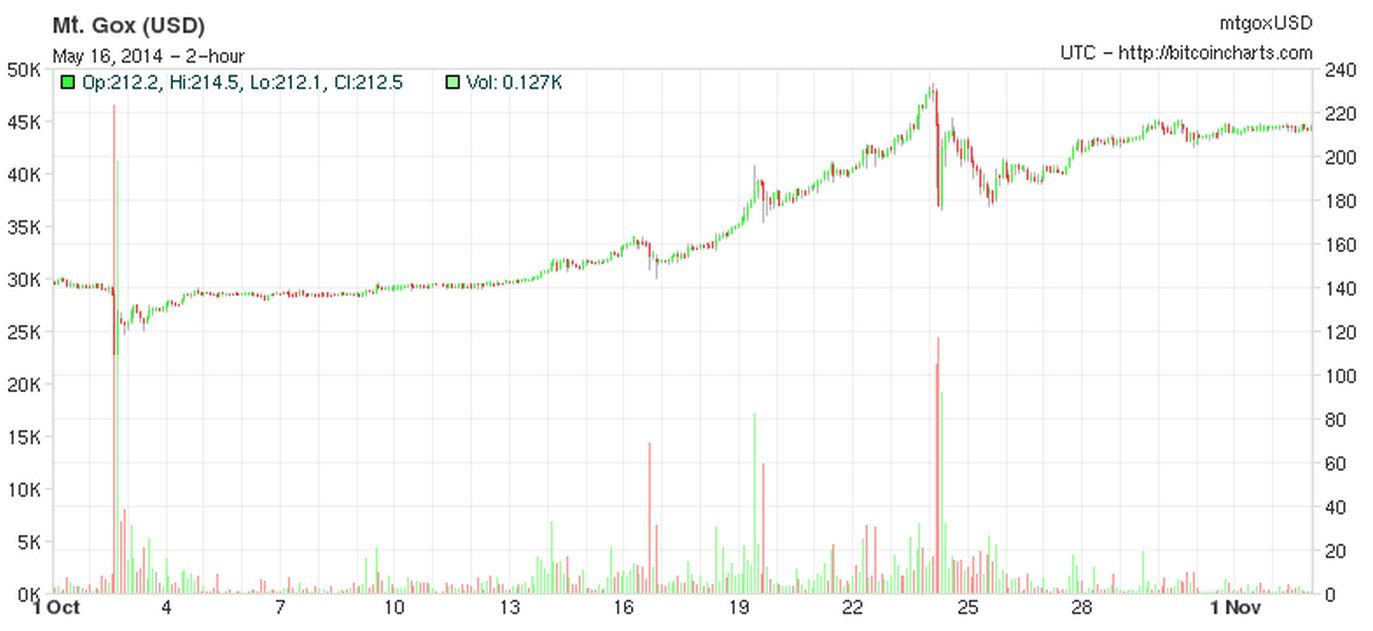 Mt. Gox (USD)
mtgoxUSD
May 16, 2014 - 2-hour
UTC - http://bitcoincharts.com
Op:212.2, Hi:214.5, Lo:212.1, Cl:212.5 Vol: 0.127K
50K 240
220
45K
200
40K
180
35K
160
30K
140
25K 120
20K
100
15K
80
10K
60
40
5K
20
0K 0
1 Oct 4 7 10 13 16 19 22 25 28 1 Nov